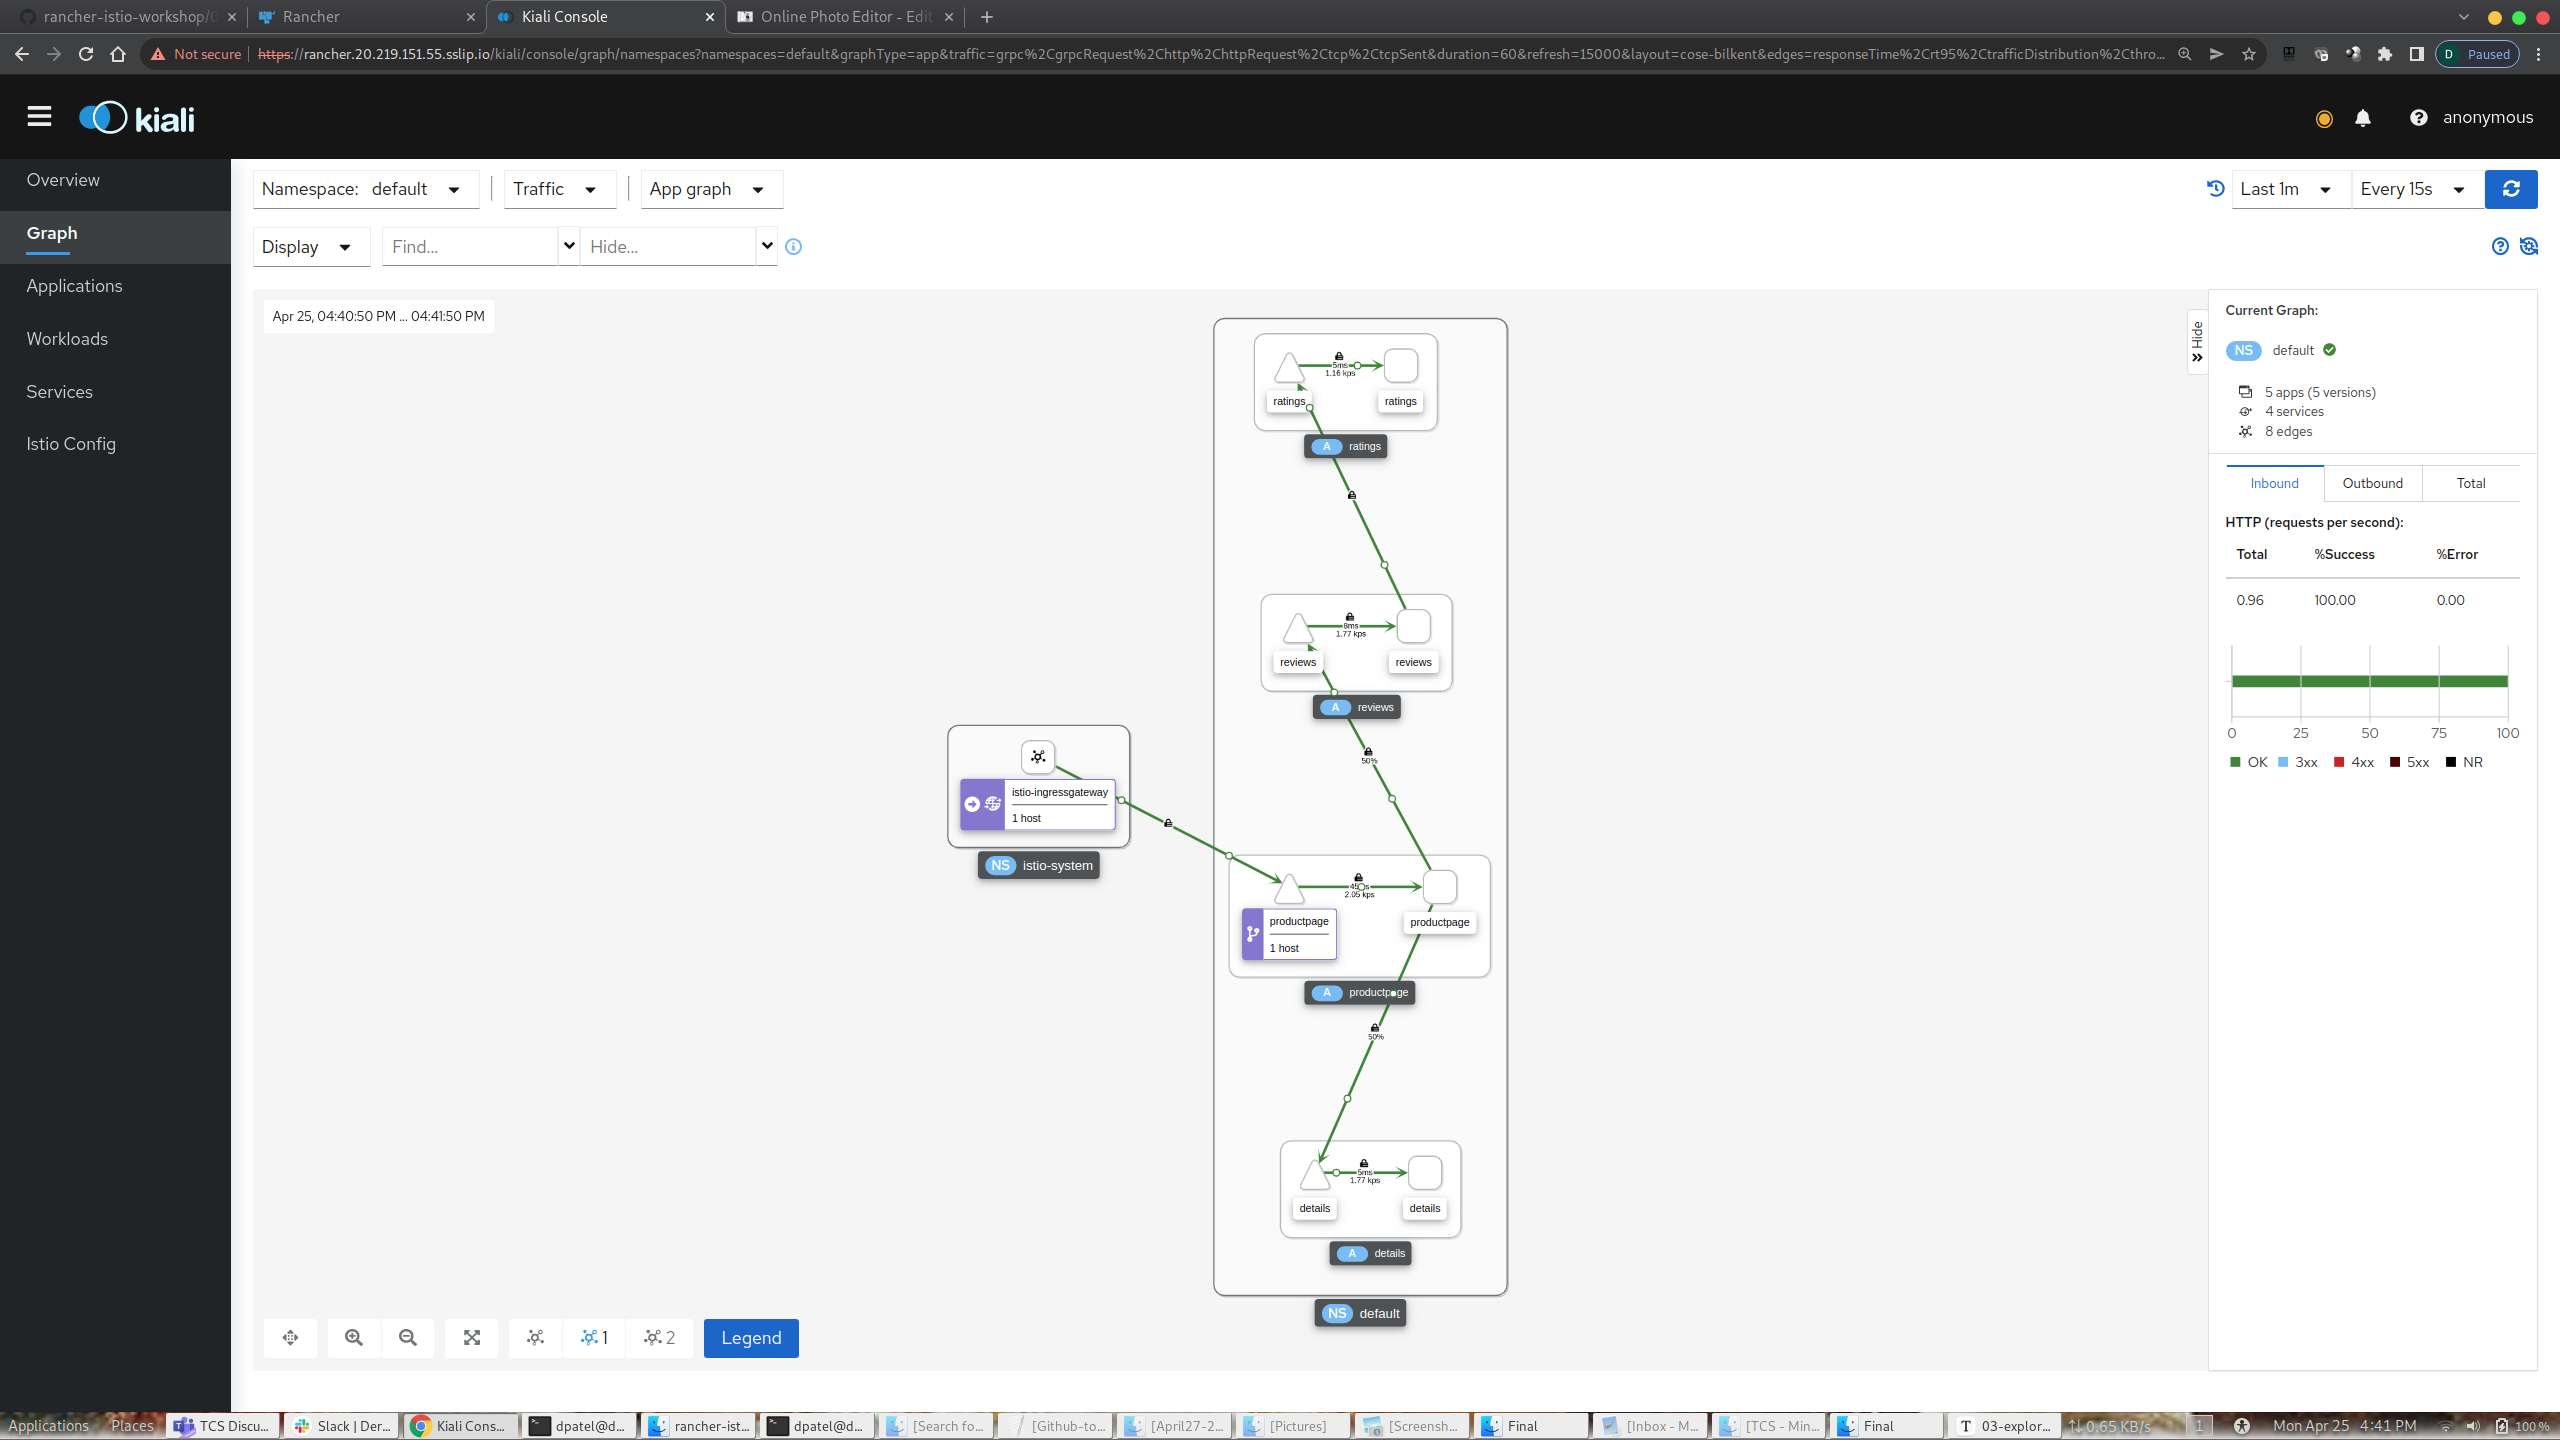 rancher-istio-workshop/
Rancher
Kiali Console
Online Photo Editor - Edit
Not secure
https://rancher.20.219.151.55.sslip.io/kiali/console/graph/namespaces?namespaces=default&graphType=app&traffic=grpc%2CgrpcRequest%2Chttp%2ChttpRequest%2Ctcp%2CtcpSent&duration=60&refresh=15000&layout=cose-bilkent&edges=responseTime%2Crt95%2CtrafficDistribution%2Cthro...
D Paused
kiali
anonymous
Overview
Graph
Applications
Workloads
Services
Istio Config
Namespace: default
Traffic
App graph
Last 1m
Every 15s
Display
Find...
Hide...
Apr 25, 04:40:50 PM ... 04:41:50 PM
5ms
1.16 kps
ratings
ratings
A ratings
8ms
1.77 kps
reviews
reviews
A reviews
50%
istio-ingressgateway
1 host
NS istio-system
2.05 kps
productpage
1 host
productpage
A productpage
50%
5ms
1.77 kps
details
details
A details
NS default
1
2
Legend
Hide
Current Graph:
NS default
5 apps (5 versions)
4 services
8 edges
Inbound
Outbound
Total
HTTP (requests per second):
Total %Success %Error
0.96 100.00 0.00
0 25 50 75 100
OK 3xx 4xx 5xx NR
Applications
Places
TCS Discu...
Slack | Der...
Kiali Cons...
dpatel@d...
rancher-ist...
dpatel@d...
[Search fo...
[Github-to...
[April27-2...
[Pictures]
[Screensh...
Final
[Inbox - M...
[TCS - Min...
Final
03-explor...
0.65 KB/s
1
Mon Apr 25 4:41 PM
100 %